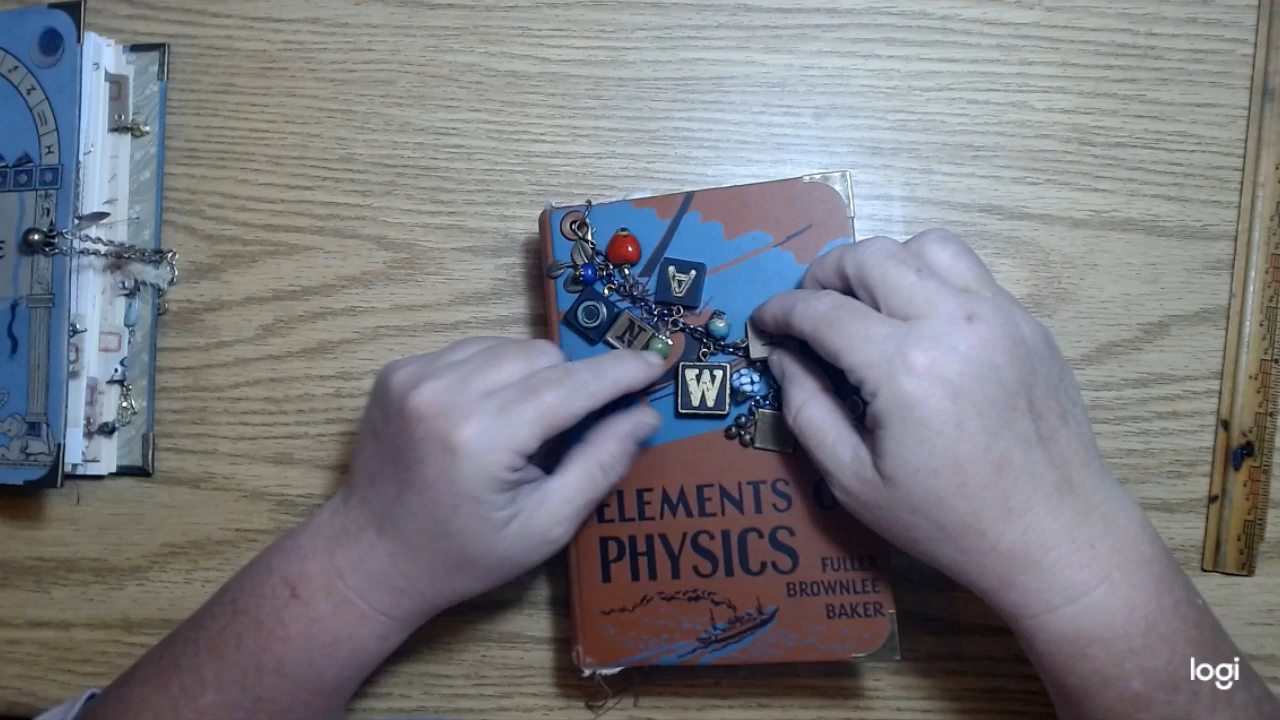 A
O
N
W
ELEMENTS O
PHYSICS
FULLER
BROWNLEE
BAKER
logi